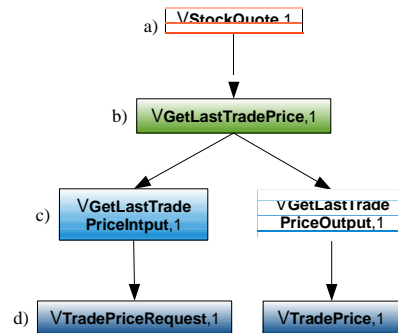 a) VStockQuote,1
b) VGetLastTradePrice,1
c) VGetLastTrade
PriceIntput,1
VGetLastTrade
PriceOutput,1
d) VTradePriceRequest,1
VTradePrice,1